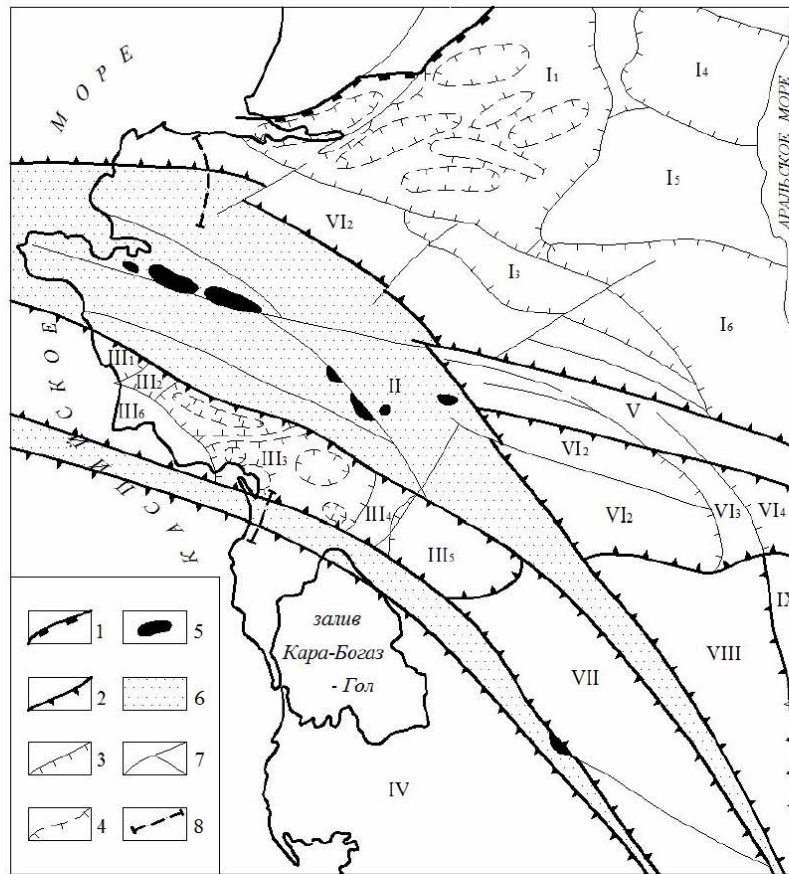 МОРЕ
КАСПИЙСКОЕ
АРАЛЬСКОЕ МОРЕ
I₁
I₄
I₅
VI₂
I₃
I₆
III₁
III₂
III₆
II
V
III₃
VI₂
III₄
VI₂
VI₃
VI₄
III₅
IX
залив
Кара-Богаз
- Гол
VIII
VII
IV
1
5
2
6
3
7
4
8